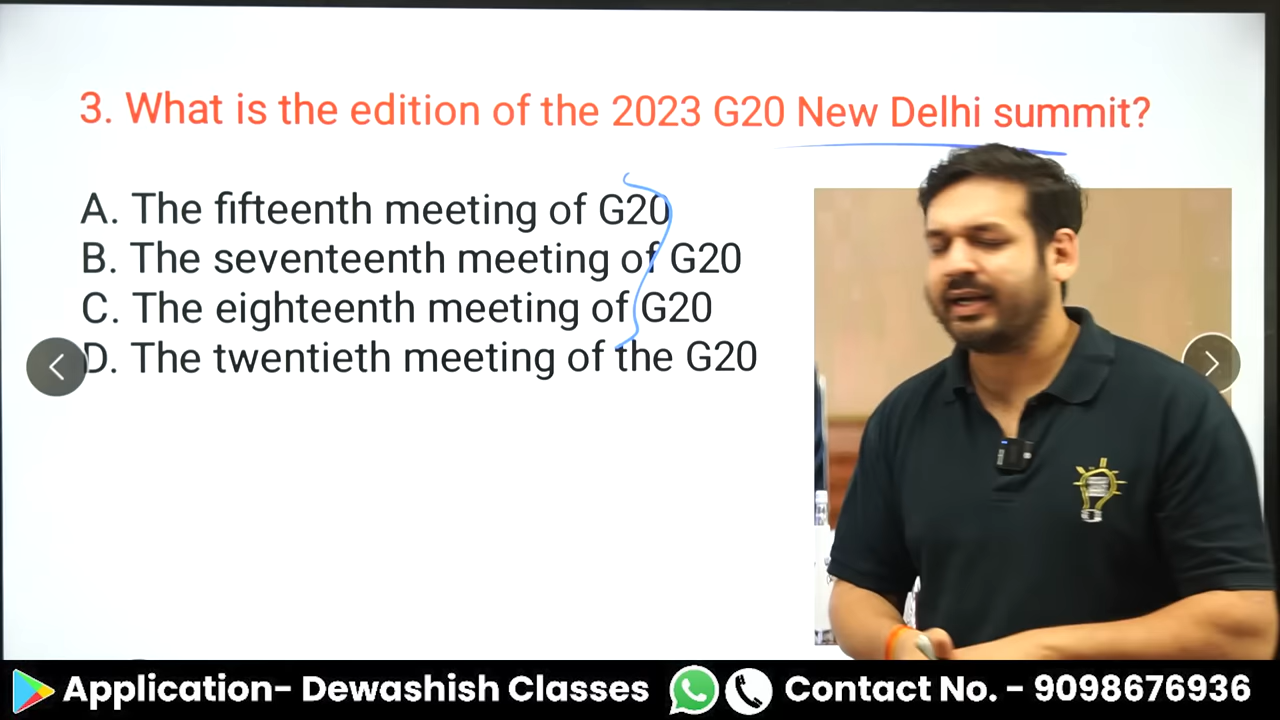 3. What is the edition of the 2023 G20 New Delhi summit?
A. The fifteenth meeting of G20
B. The seventeenth meeting of G20
C. The eighteenth meeting of G20
D. The twentieth meeting of the G20
Application- Dewashish Classes
Contact No. - 9098676936